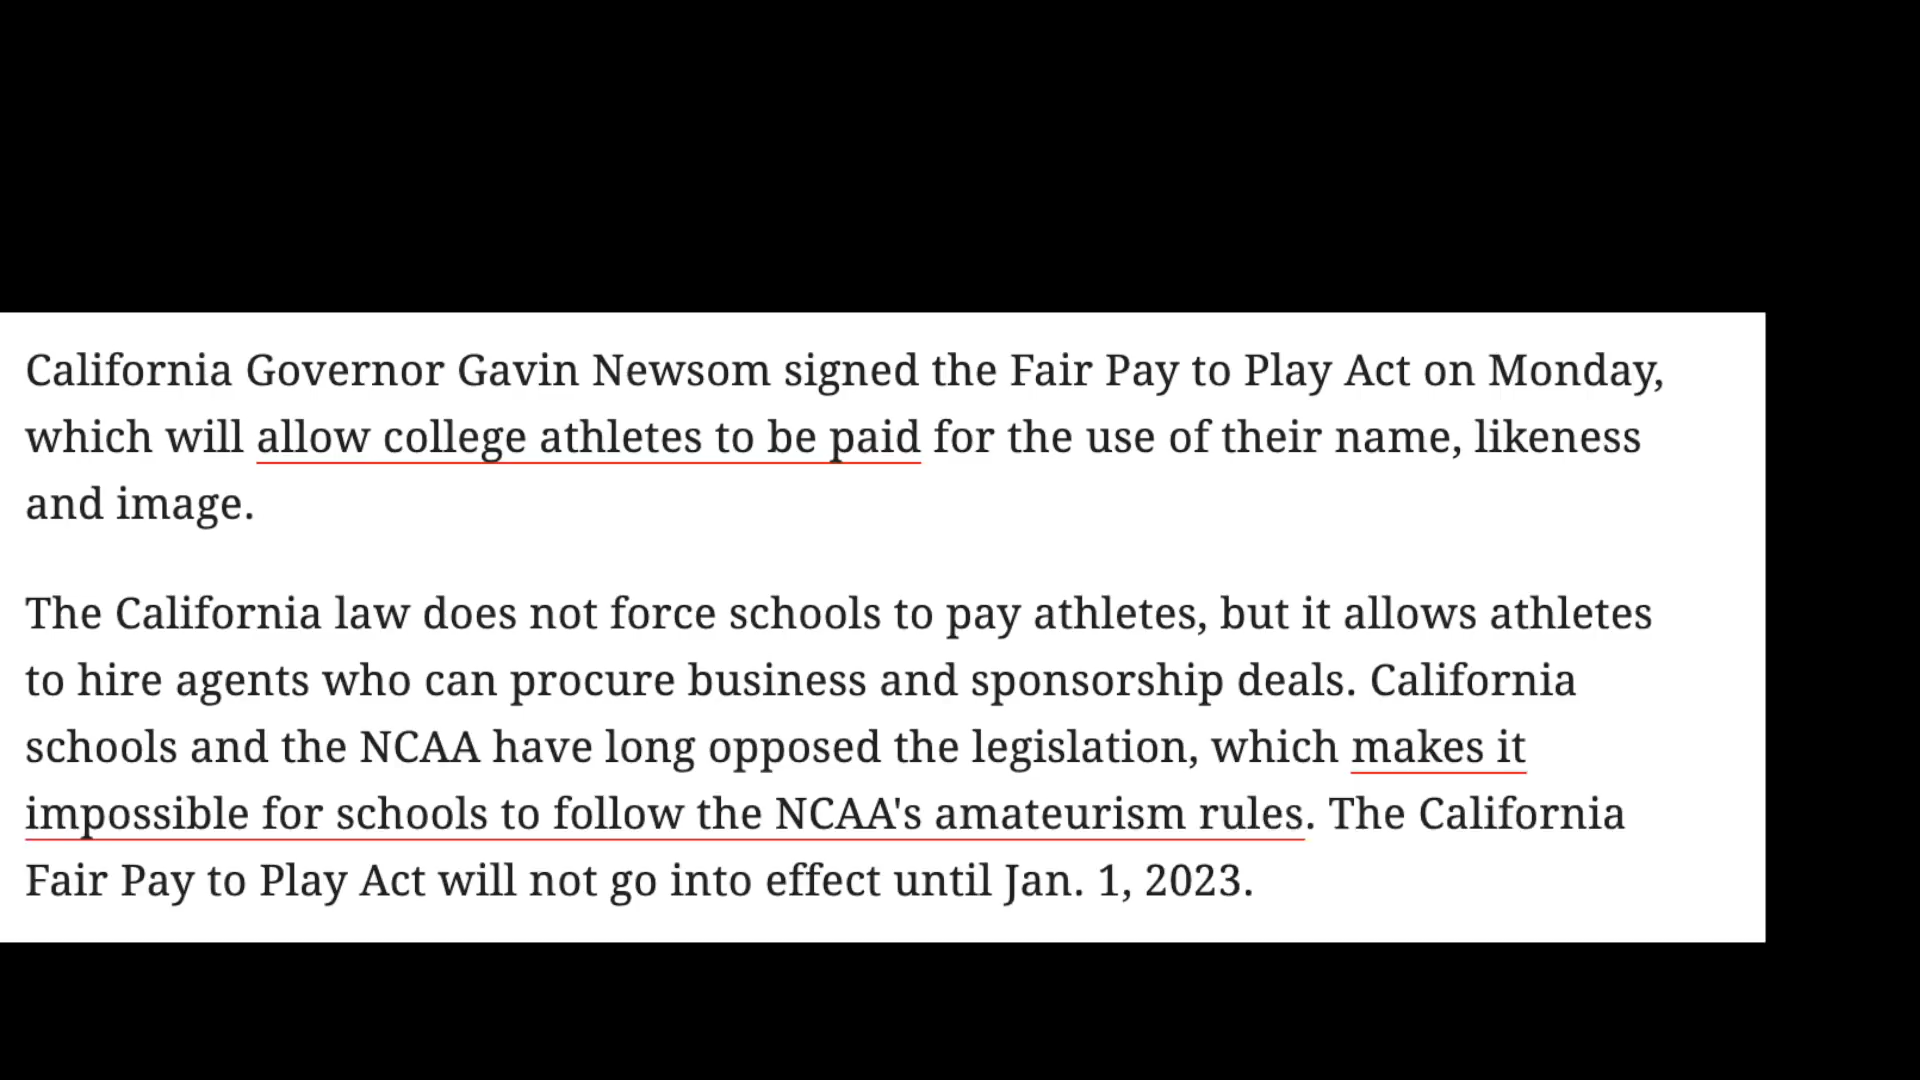 California Governor Gavin Newsom signed the Fair Pay to Play Act on Monday,
which will allow college athletes to be paid for the use of their name, likeness
and image.
The California law does not force schools to pay athletes, but it allows athletes
to hire agents who can procure business and sponsorship deals. California
schools and the NCAA have long opposed the legislation, which makes it
impossible for schools to follow the NCAA's amateurism rules. The California
Fair Pay to Play Act will not go into effect until Jan. 1, 2023.